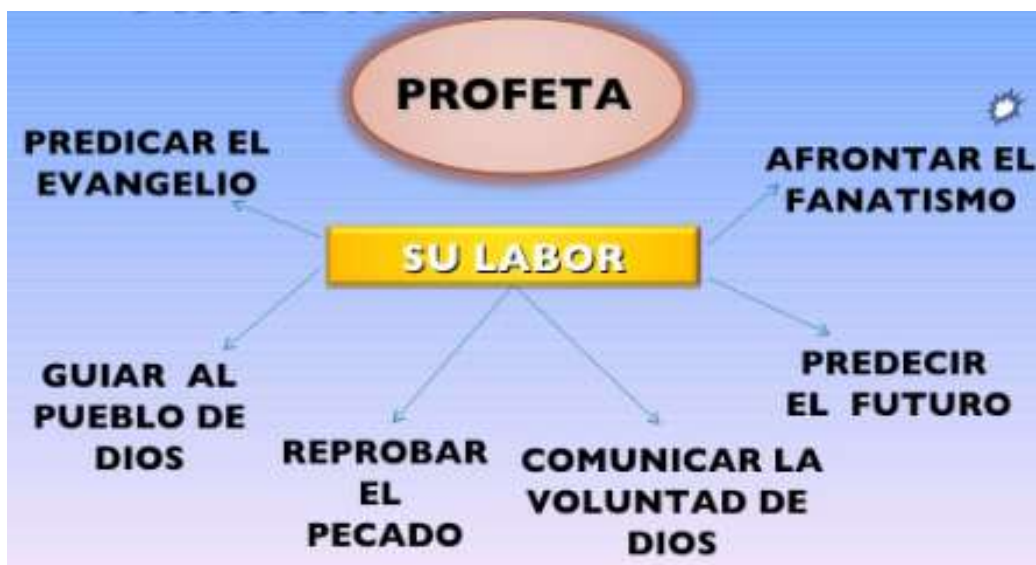 PROFETA
PREDICAR EL
EVANGELIO
AFRONTAR EL
FANATISMO
SU LABOR
GUIAR AL
PUEBLO DE
DIOS
REPROBAR
EL
PECADO
COMUNICAR LA
VOLUNTAD DE
DIOS
PREDECIR
EL FUTURO